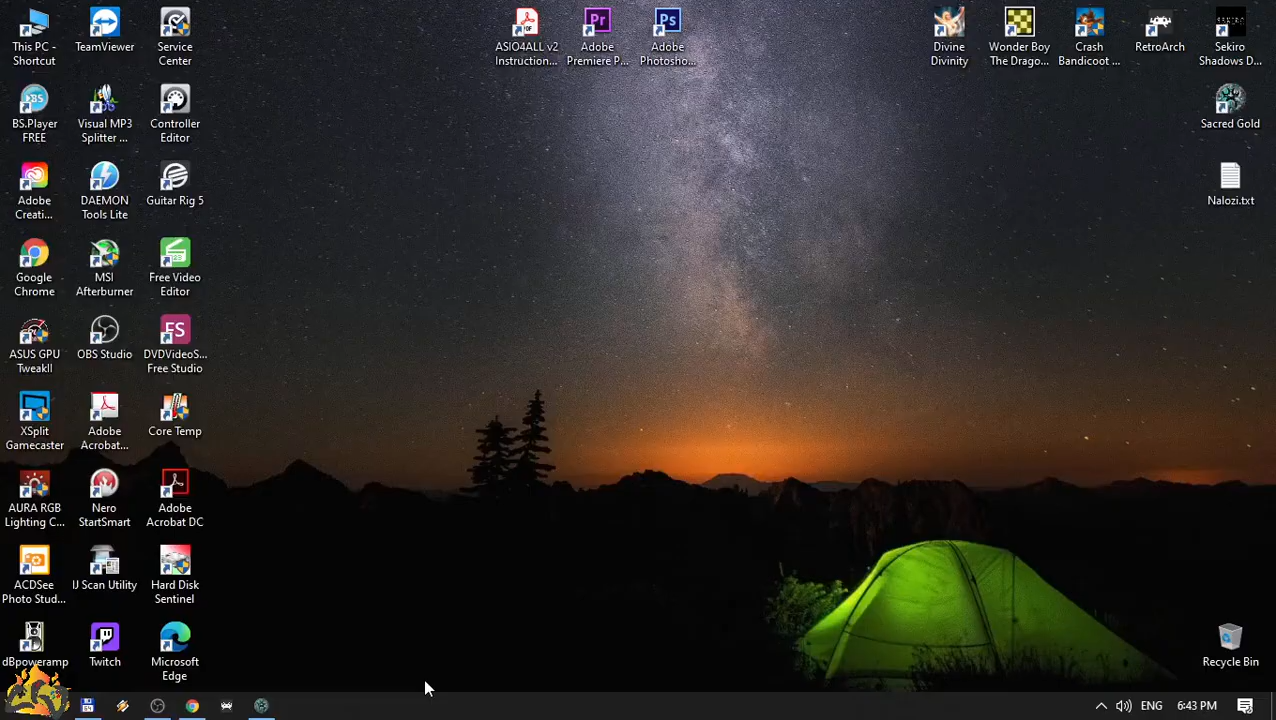 This PC -
Shortcut
TeamViewer
Service
Center
ASIO4ALL v2
Instruction...
Adobe
Premiere P...
Adobe
Photosho...
Divine
Divinity
Wonder Boy
The Drago...
Crash
Bandicoot ...
RetroArch
Sekiro
Shadows D...
BS.Player
FREE
Visual MP3
Splitter ...
Controller
Editor
Sacred Gold
Adobe
Creati...
DAEMON
Tools Lite
Guitar Rig 5
Nalozi.txt
Google
Chrome
MSI
Afterburner
Free Video
Editor
ASUS GPU
TweakII
OBS Studio
DVDVideoS...
Free Studio
XSplit
Gamecaster
Adobe
Acrobat...
Core Temp
AURA RGB
Lighting C...
Nero
StartSmart
Adobe
Acrobat DC
ACDSee
Photo Stud...
IJ Scan Utility
Hard Disk
Sentinel
dBpoweramp
Twitch
Microsoft
Edge
Recycle Bin
ENG
6:43 PM